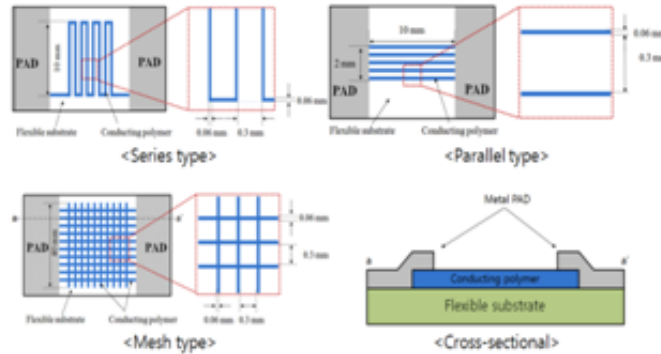 PAD
PAD
10 mm
Flexible substrate
Conducting polymer
0.06 mm
0.3 mm
0.06 mm
<Series type>
10 mm
2 mm
PAD
PAD
Flexible substrate
Conducting polymer
0.06 mm
0.3 mm
<Parallel type>
a
a'
PAD
PAD
Flexible substrate
Conducting polymer
0.06 mm
0.3 mm
0.06 mm
0.3 mm
<Mesh type>
Metal PAD
a
a'
Conducting polymer
Flexible substrate
<Cross-sectional>